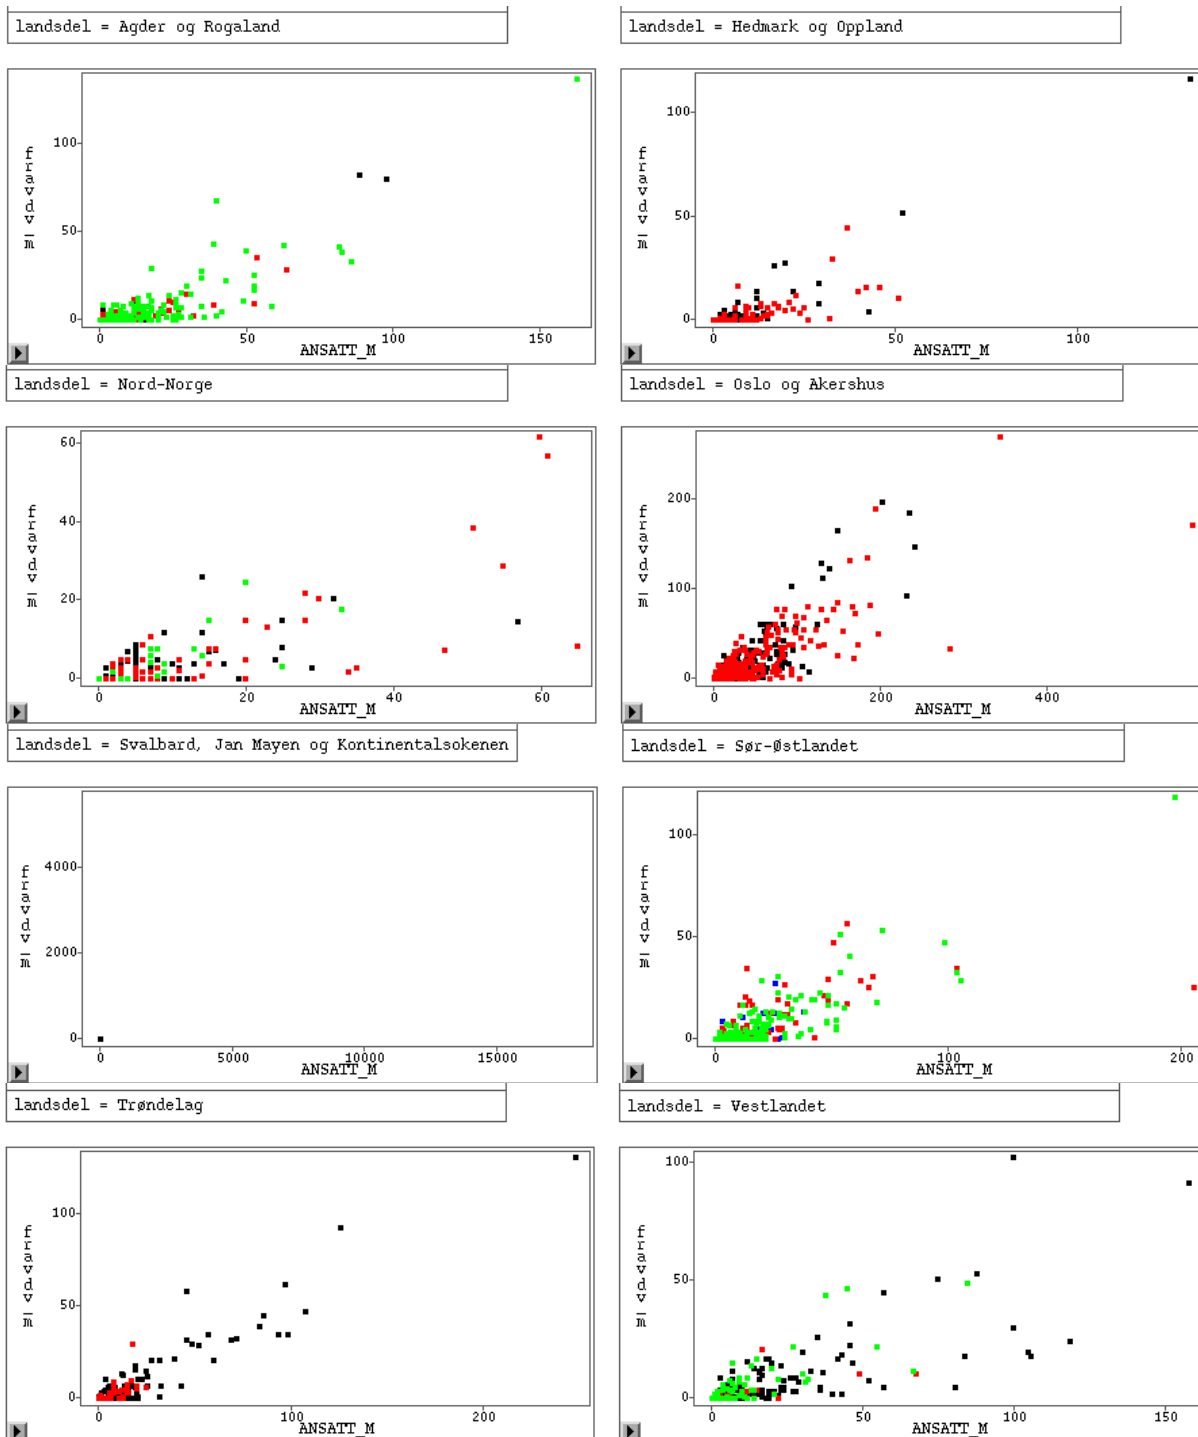 landsdel = Agder og Rogaland
landsdel = Hedmark og Oppland
100
50
0
fravdv_m
0 50 100 150
ANSATT_M
100
50
0
fravdv_m
0 50 100
ANSATT_M
landsdel = Nord-Norge
landsdel = Oslo og Akershus
60
40
20
0
fravdv_m
0 20 40 60
ANSATT_M
200
100
0
fravdv_m
0 200 400
ANSATT_M
landsdel = Svalbard, Jan Mayen og Kontinentalsokenen
landsdel = Sør-Østlandet
4000
2000
0
fravdv_m
0 5000 10000 15000
ANSATT_M
100
50
0
fravdv_m
0 100 200
ANSATT_M
landsdel = Trøndelag
landsdel = Vestlandet
100
50
0
fravdv_m
0 100 200
ANSATT_M
100
50
0
fravdv_m
0 50 100 150
ANSATT_M